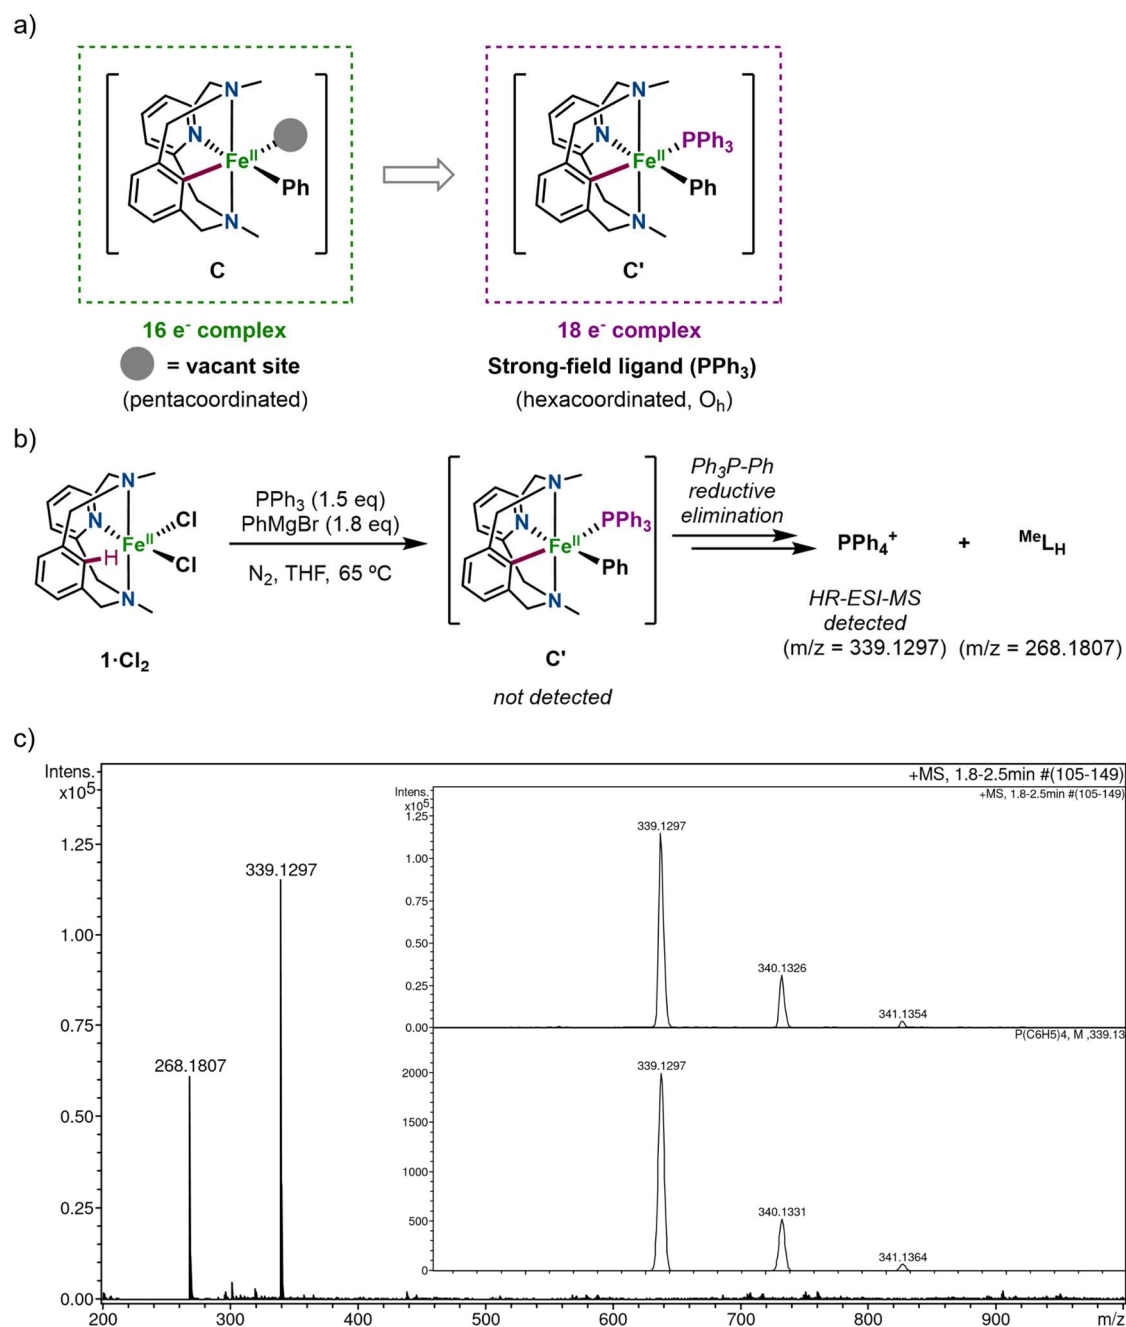 a)
N
N
Fe^II
Ph
N
C
16 e⁻ complex
= vacant site
(pentacoordinated)
N
N
PPh₃
Fe^II
Ph
N
C'
18 e⁻ complex
Strong-field ligand (PPh₃)
(hexacoordinated, Oₕ)
b)
N
N
Cl
Fe^II
H
Cl
N
1·Cl₂
PPh₃ (1.5 eq)
PhMgBr (1.8 eq)
N₂, THF, 65 ºC
N
N
PPh₃
Fe^II
Ph
N
C'
not detected
Ph₃P-Ph
reductive
elimination
PPh₄⁺ + ᴹᵉL_H
HR-ESI-MS
detected
(m/z = 339.1297) (m/z = 268.1807)
c)
Intens.
x10⁵
+MS, 1.8-2.5min #(105-149)
1.25
1.00
0.75
0.50
0.25
0.00
268.1807
339.1297
200 300 400 500 600 700 800 900 m/z
Intens.
x10⁵
+MS, 1.8-2.5min #(105-149)
1.25
1.00
0.75
0.50
0.25
0.00
339.1297
340.1326
341.1354
P(C6H5)4, M ,339.13
2000
1500
1000
500
0
339.1297
340.1331
341.1364